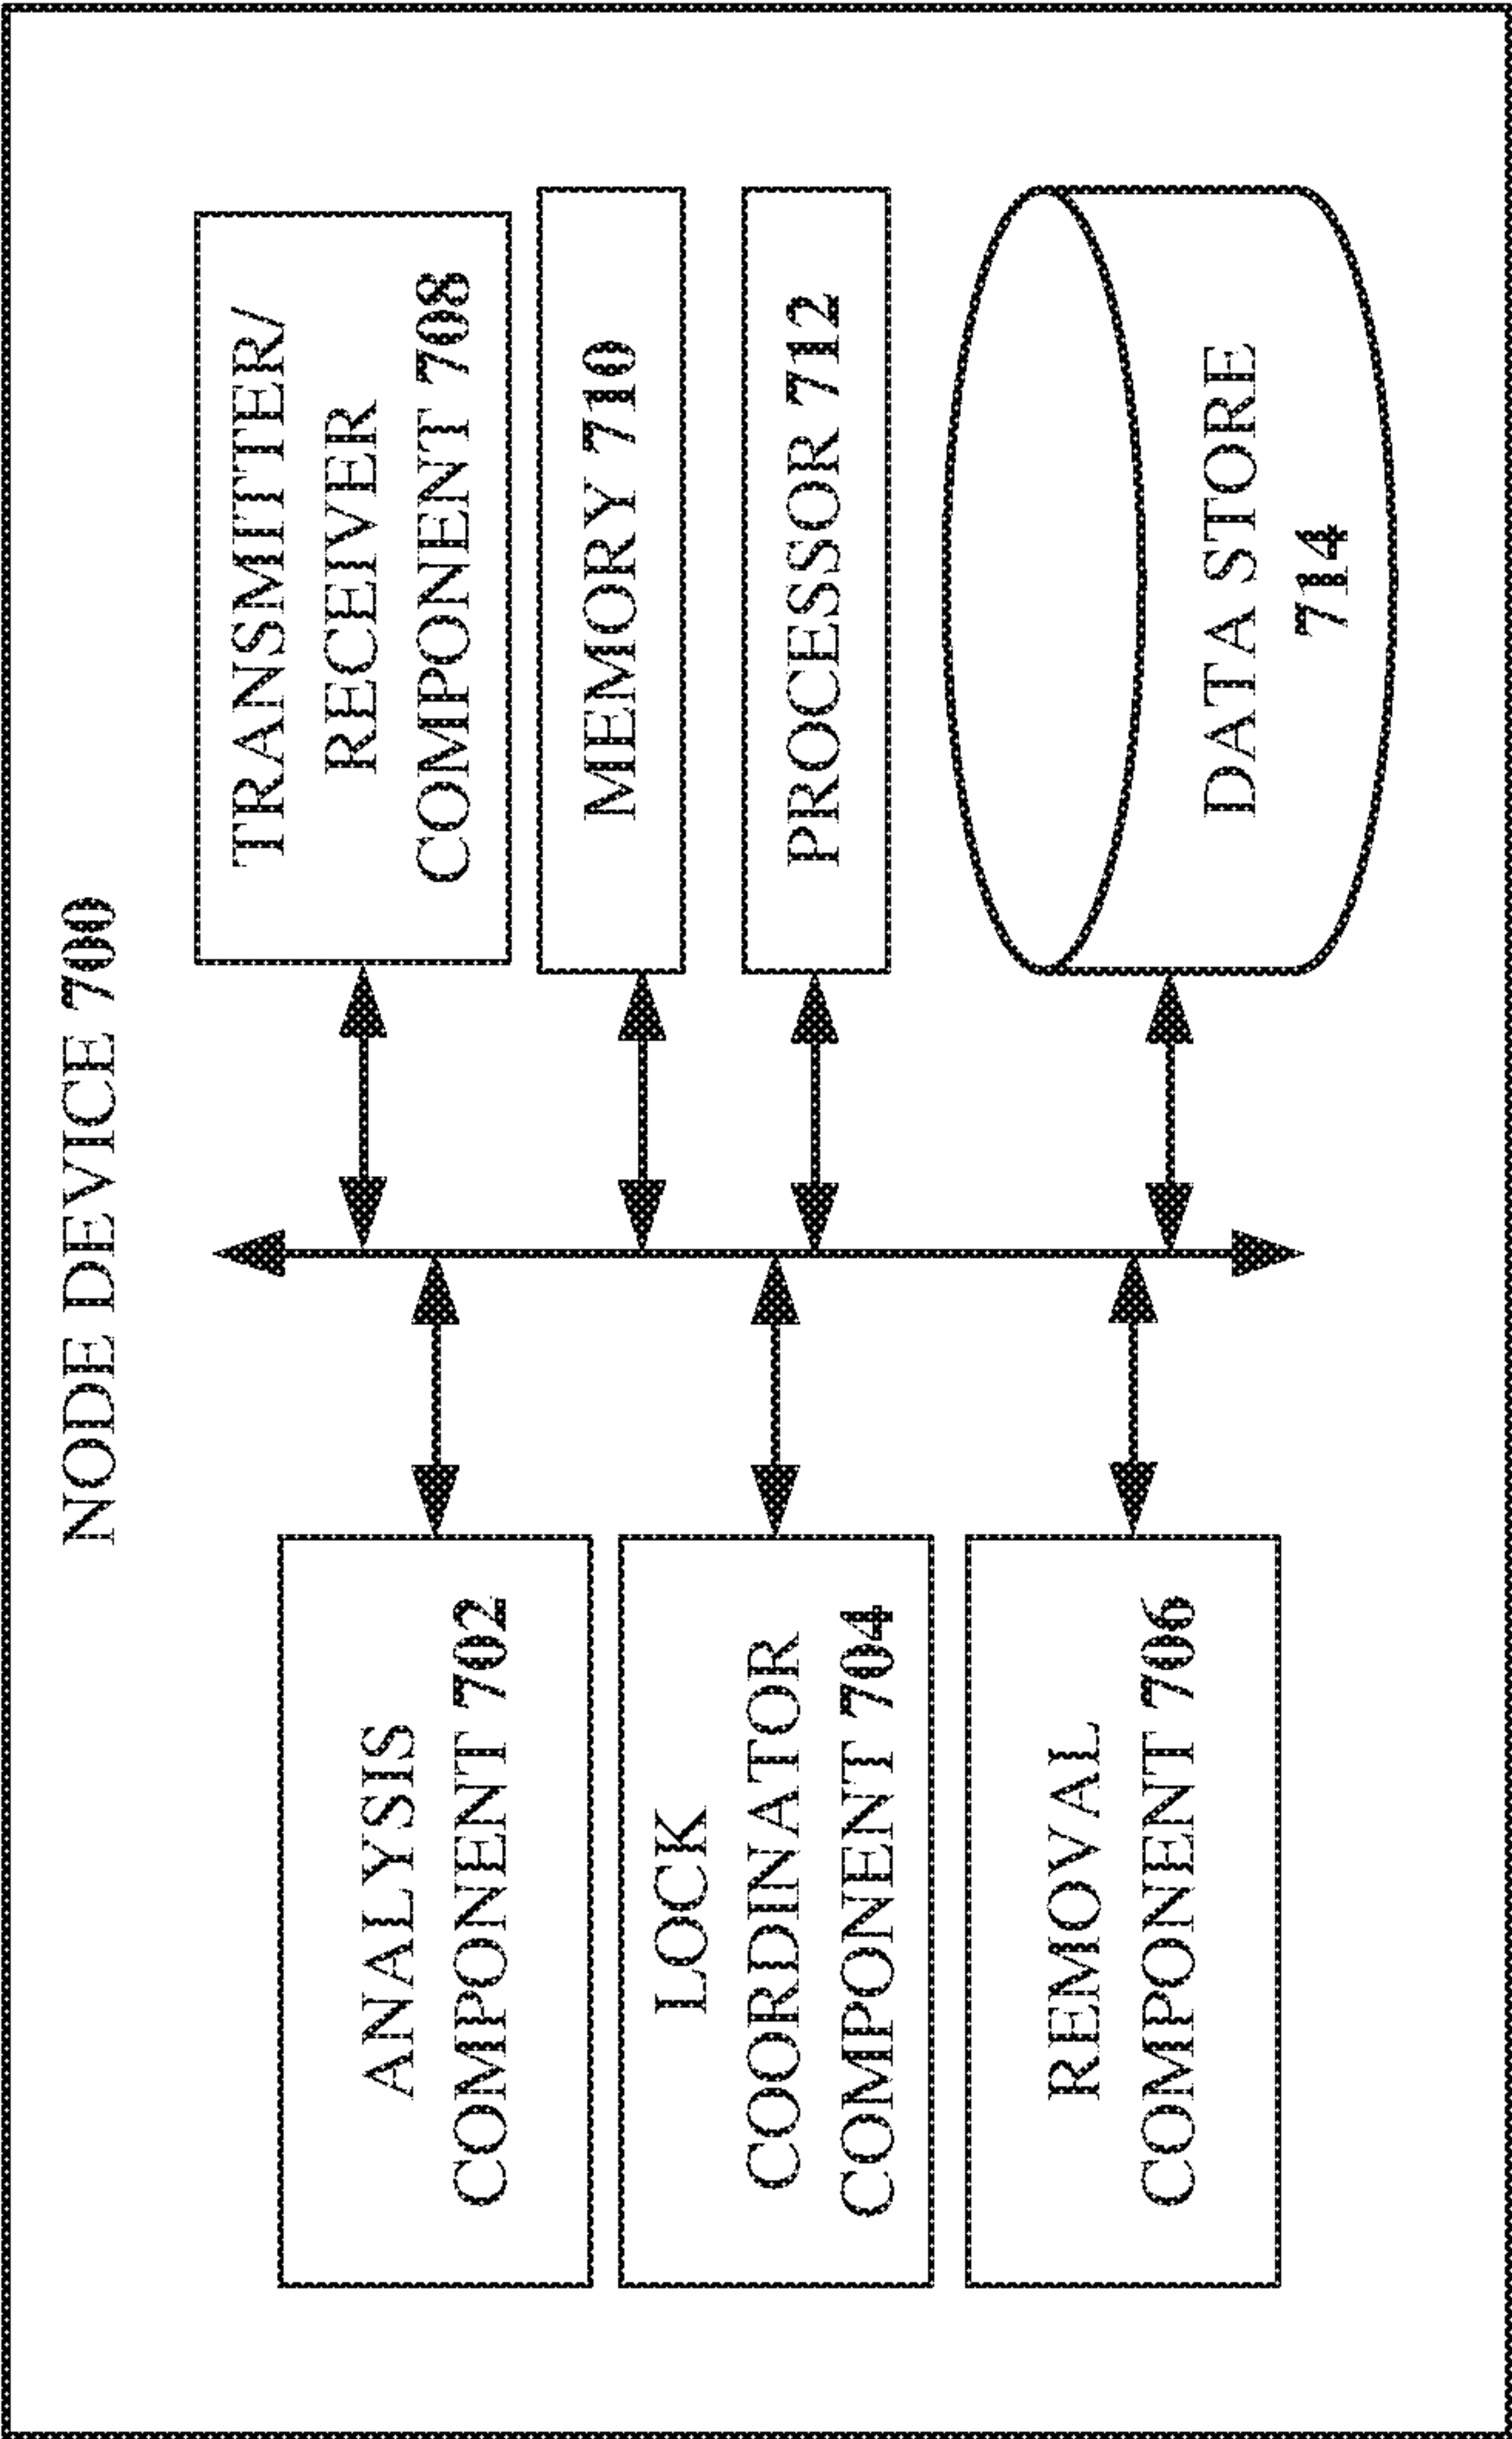 NODE DEVICE 700
ANALYSIS
COMPONENT 702
LOCK
COORDINATOR
COMPONENT 704
REMOVAL
COMPONENT 706
TRANSMITTER/
RECEIVER
COMPONENT 708
MEMORY 710
PROCESSOR 712
DATA STORE
714